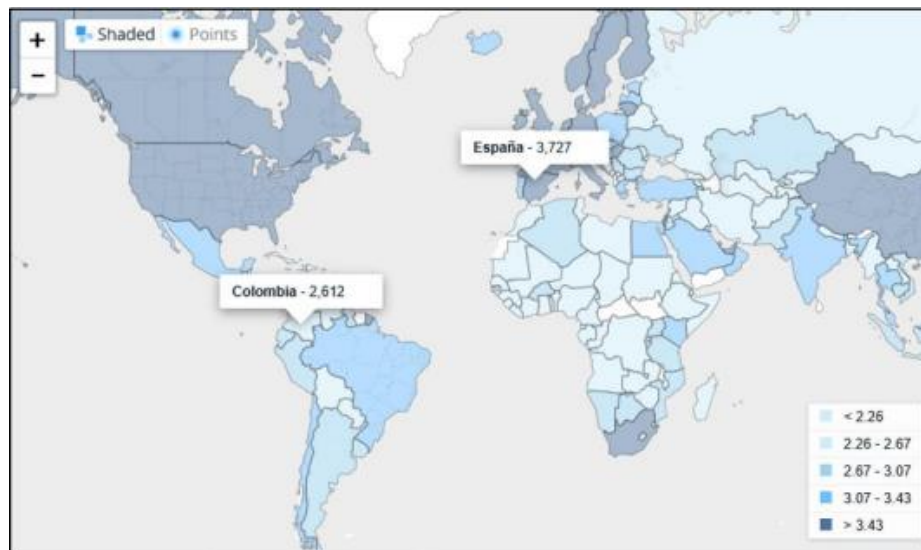 +
Shaded Points
−
España - 3,727
Colombia - 2,612
< 2.26
2.26 - 2.67
2.67 - 3.07
3.07 - 3.43
> 3.43